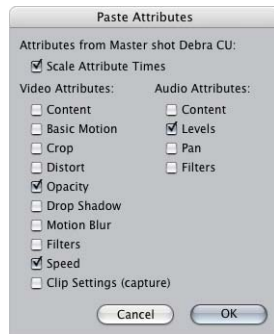 Paste Attributes
Attributes from Master shot Debra CU:
Scale Attribute Times
Video Attributes:
Content
Basic Motion
Crop
Distort
Opacity
Drop Shadow
Motion Blur
Filters
Speed
Clip Settings (capture)
Audio Attributes:
Content
Levels
Pan
Filters
Cancel
OK